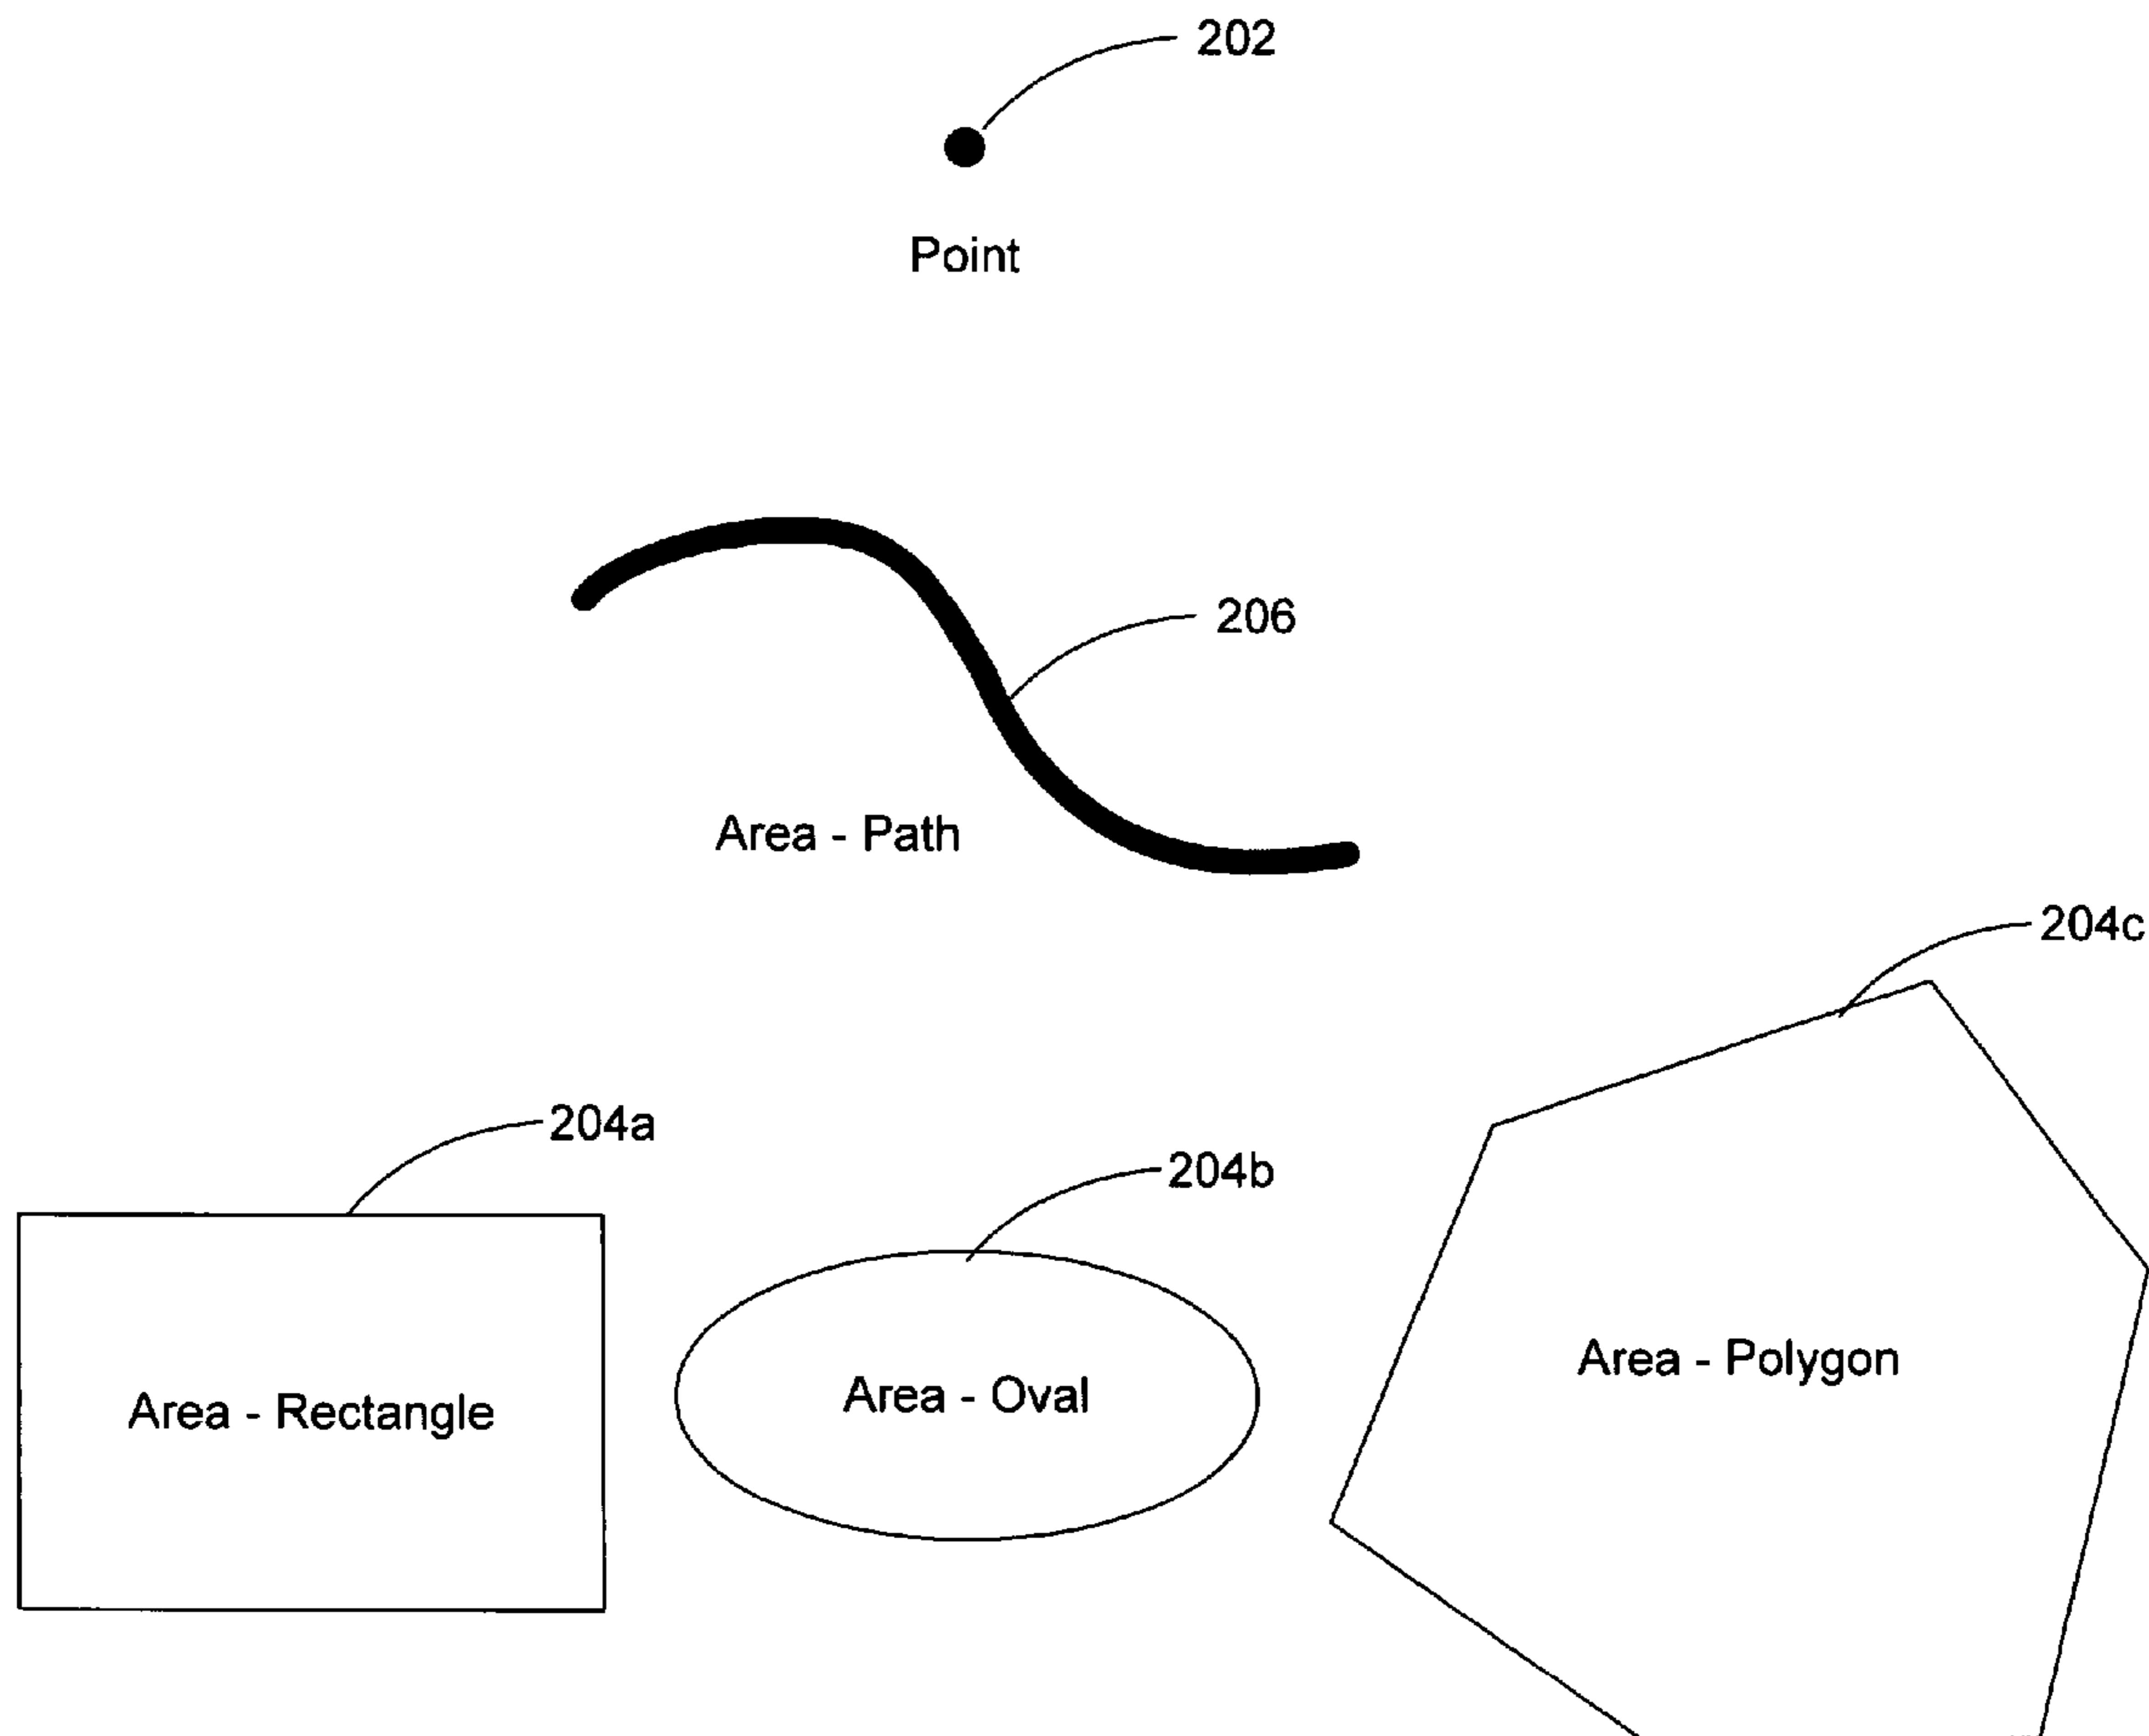 202
Point
206
Area - Path
204c
204a
204b
Area - Polygon
Area - Oval
Area - Rectangle